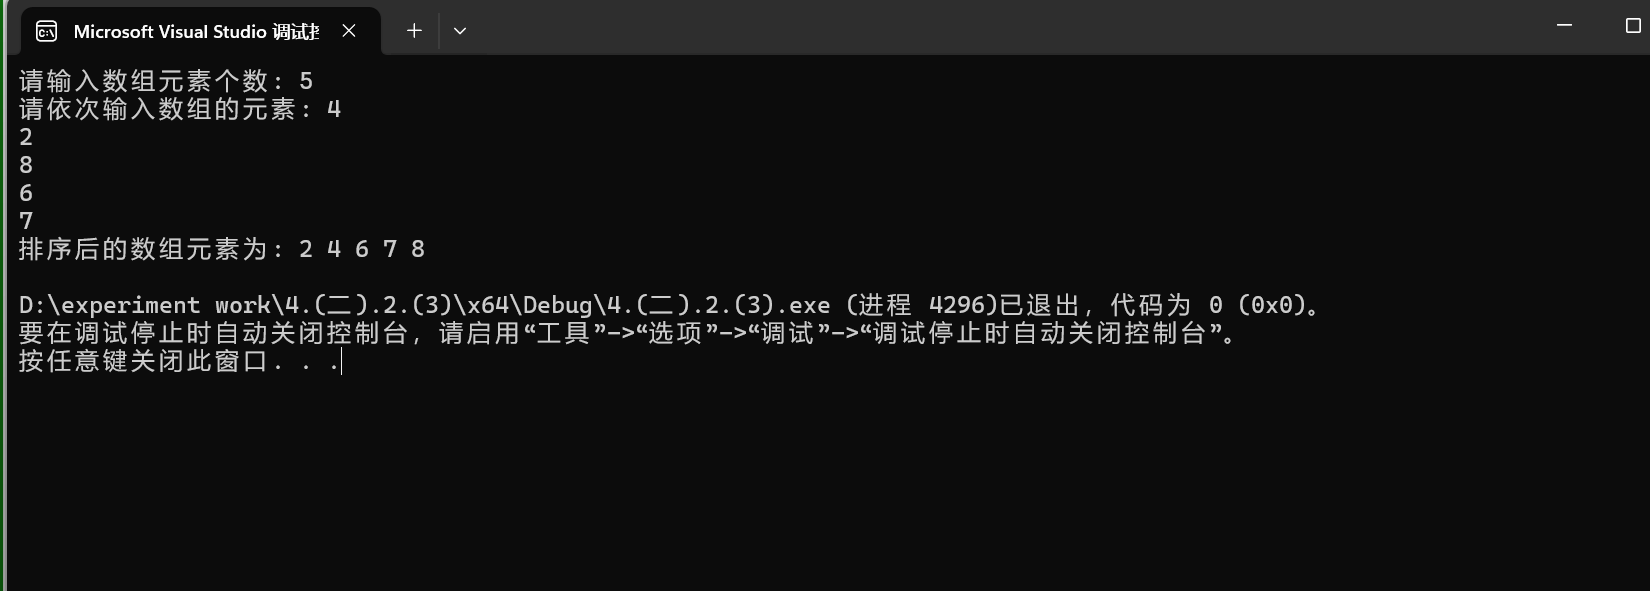 Microsoft Visual Studio 调试
请输入数组元素个数: 5
请依次输入数组的元素: 4
2
8
6
7
排序后的数组元素为: 2 4 6 7 8
D:\experiment work\4.(二).2.(3)\x64\Debug\4.(二).2.(3).exe (进程 4296)已退出, 代码为 0 (0x0)。
要在调试停止时自动关闭控制台, 请启用“工具”->“选项”->“调试”->“调试停止时自动关闭控制台”。
按任意键关闭此窗口. . .